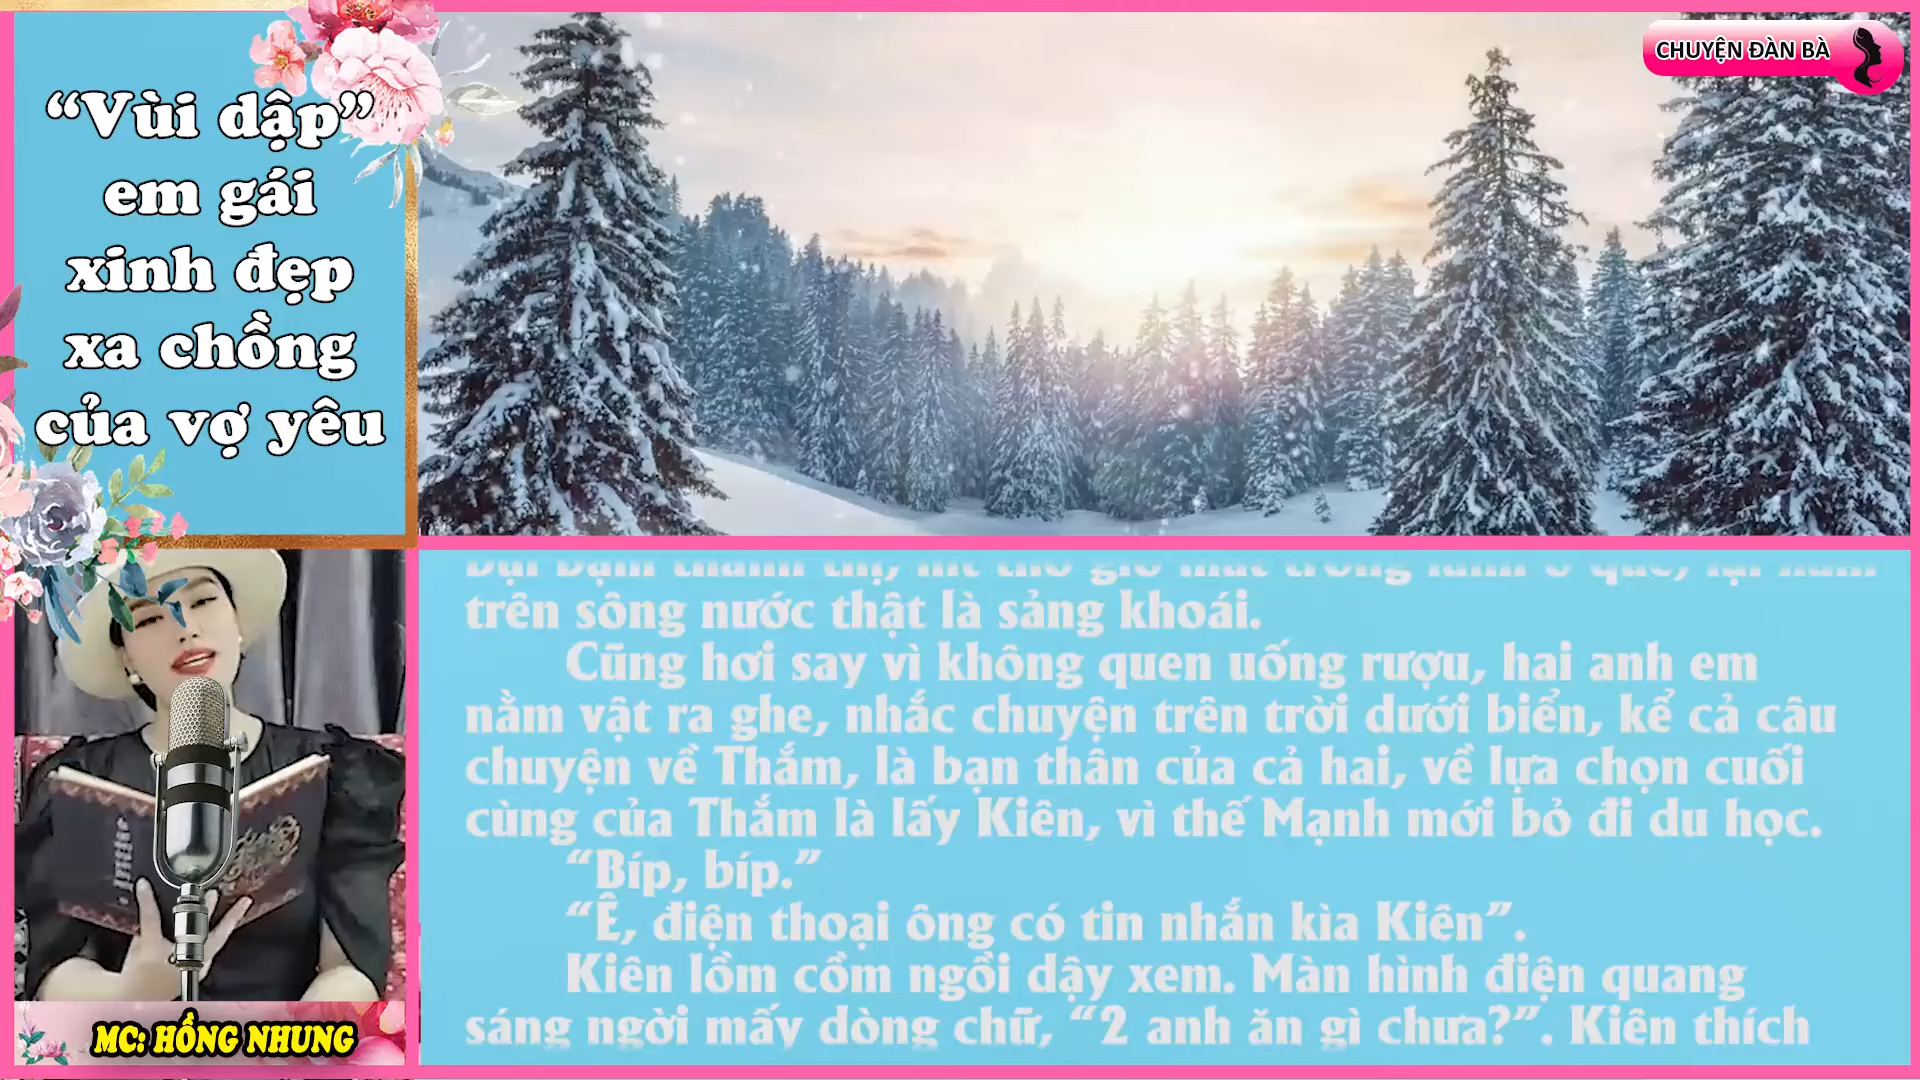 “Vùi dập”
em gái
xinh đẹp
xa chồng
của vợ yêu
CHUYỆN ĐÀN BÀ
trên sông nước thật là sảng khoái.
Cũng hơi say vì không quen uống rượu, hai anh em
nằm vật ra ghe, nhắc chuyện trên trời dưới biển, kể cả câu
chuyện về Thắm, là bạn thân của cả hai, về lựa chọn cuối
cùng của Thắm là lấy Kiên, vì thế Mạnh mới bỏ đi du học.
“Bíp, bíp.”
“Ê, điện thoại ông có tin nhắn kìa Kiên”.
Kiên lồm cồm ngồi dậy xem. Màn hình điện quang
sáng ngời mấy dòng chữ, “2 anh ăn gì chưa?”. Kiên thích
MC: HỒNG NHUNG